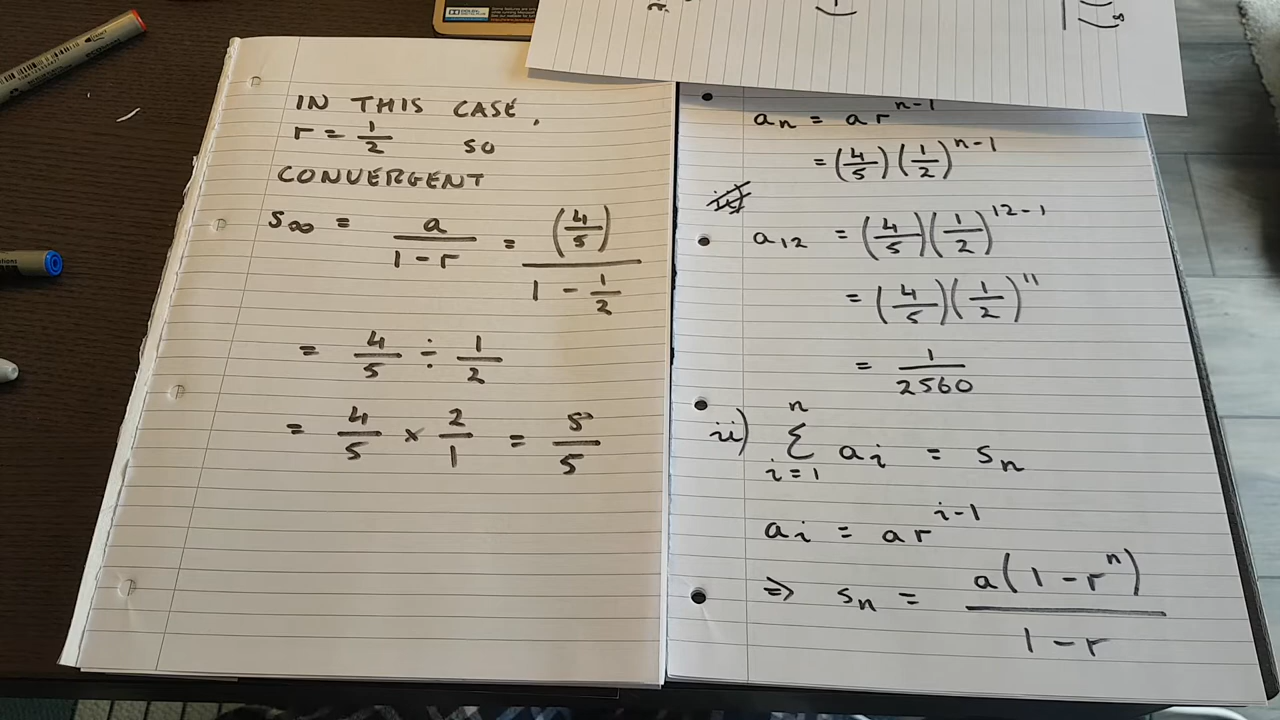 IN THIS CASE,
r = 1/2 so
CONVERGENT
S∞ = a/(1-r) = (4/5)/(1 - 1/2)
= 4/5 ÷ 1/2
= 4/5 × 2/1 = 8/5
aₙ = ar^(n-1)
= (4/5)(1/2)^(n-1)
a₁₂ = (4/5)(1/2)^(12-1)
= (4/5)(1/2)^11
= 1/2560
ii) Σ_(i=1)^n aᵢ = Sₙ
aᵢ = ar^(i-1)
⇒ Sₙ = a(1-r^n)/(1-r)